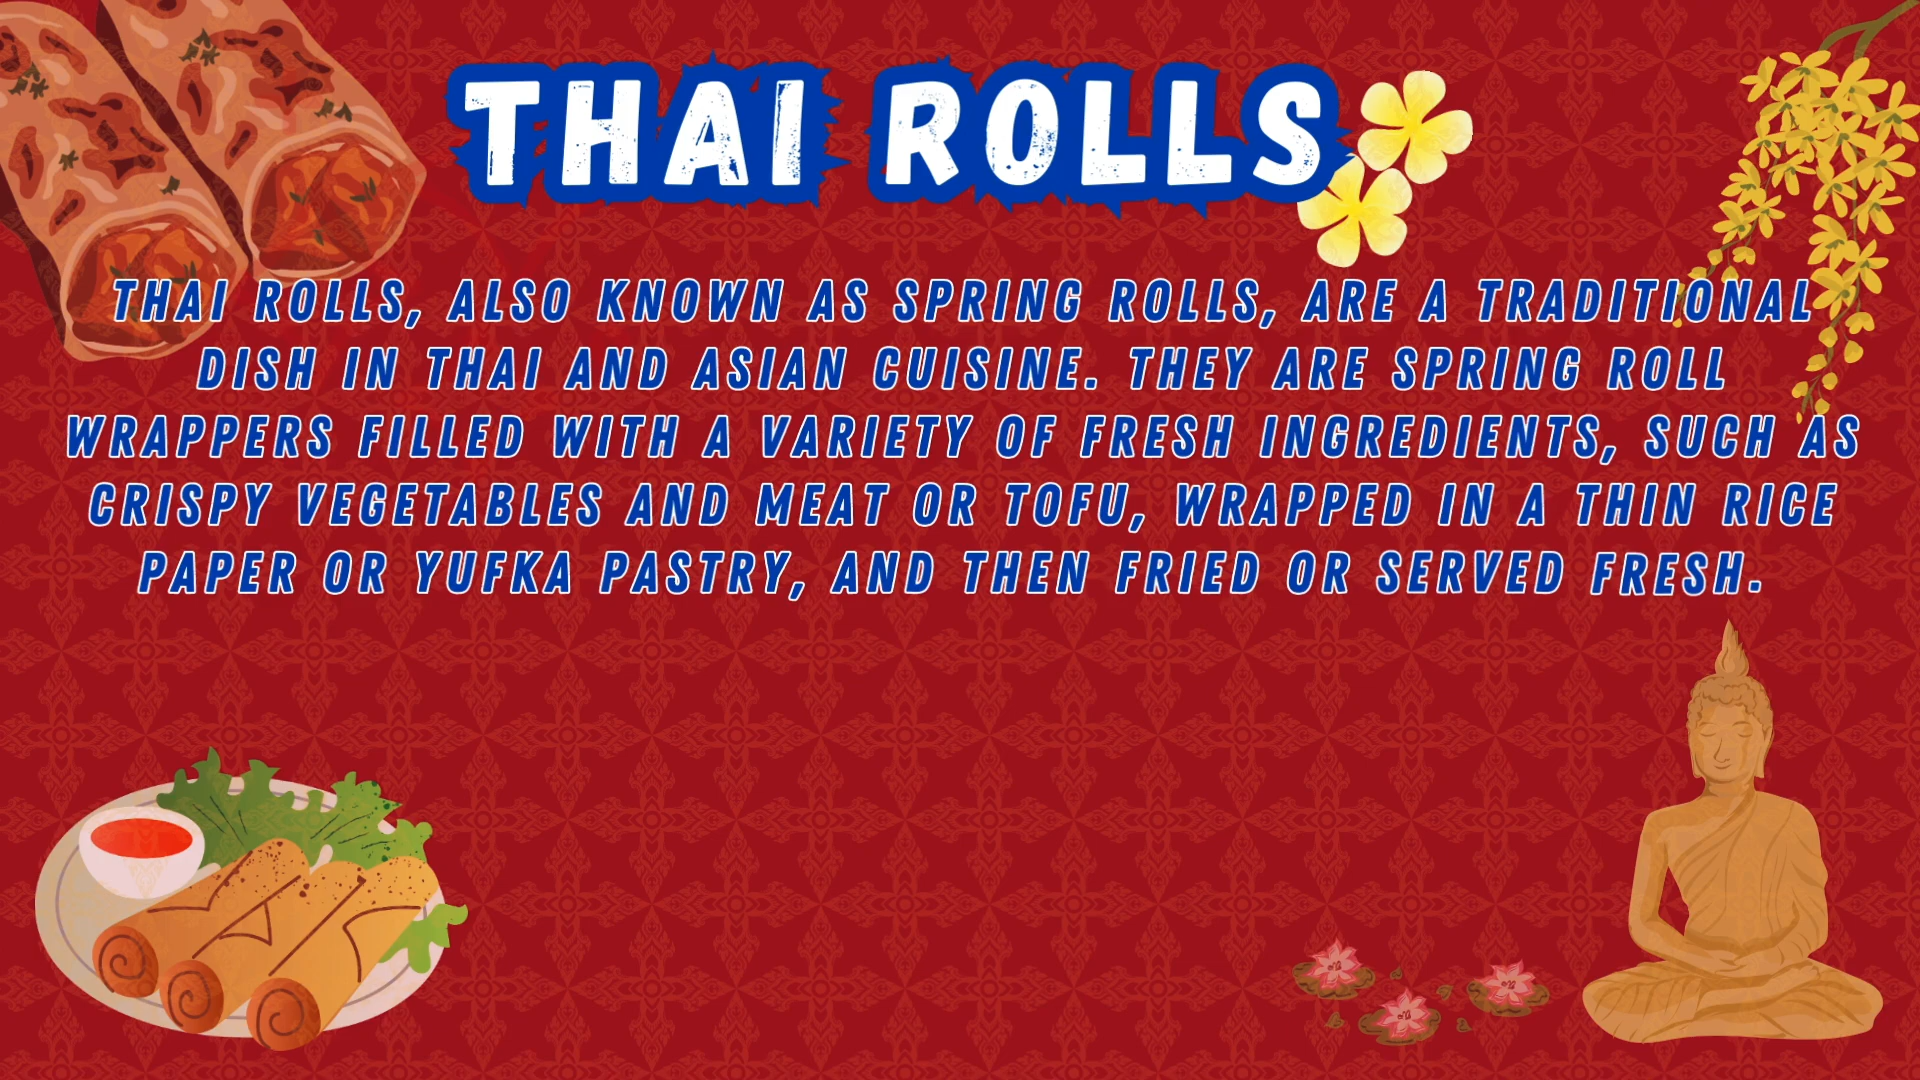 THAI ROLLS
THAI ROLLS, ALSO KNOWN AS SPRING ROLLS, ARE A TRADITIONAL
DISH IN THAI AND ASIAN CUISINE. THEY ARE SPRING ROLL
WRAPPERS FILLED WITH A VARIETY OF FRESH INGREDIENTS, SUCH AS
CRISPY VEGETABLES AND MEAT OR TOFU, WRAPPED IN A THIN RICE
PAPER OR YUFKA PASTRY, AND THEN FRIED OR SERVED FRESH.